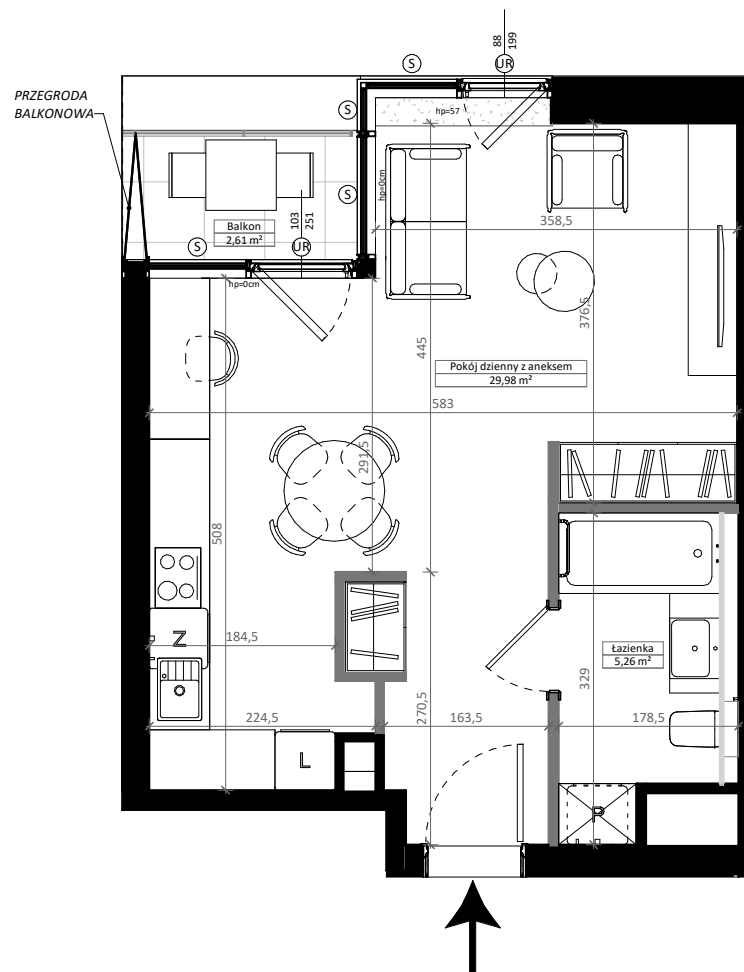 88
199
S
UR
PRZEGRODA
BALKONOWA
S
hp=57
hp=0cm
S
103
251
Balkon
2,61 m²
S
UR
hp=0cm
358,5
376,5
445
Pokój dzienny z aneksem
29,98 m²
583
291,5
508
Z
184,5
Łazienka
5,26 m²
329
270,5
224,5
163,5
178,5
L
P